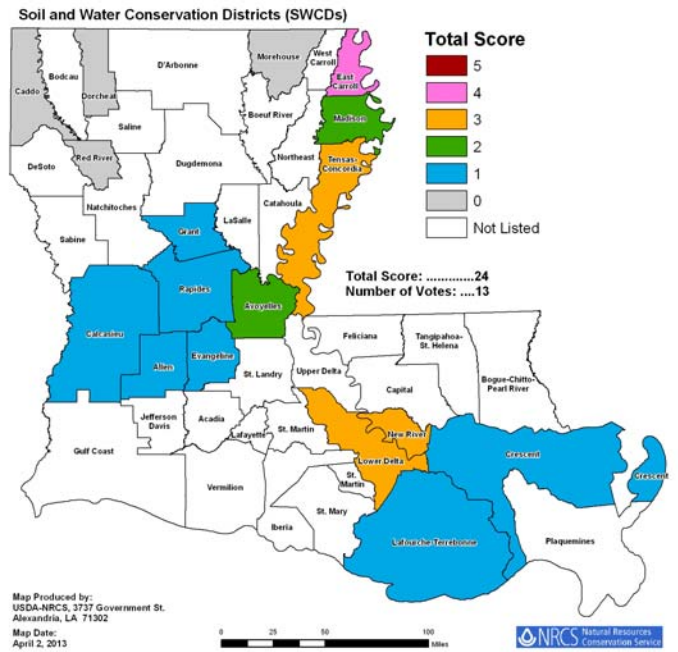 Soil and Water Conservation Districts (SWCDs)
Total Score
5
4
3
2
1
0
Not Listed
Caddo
Bodcau
Dorcheat
D'Arbonne
Morehouse
West
Carroll
East
Carroll
Boeuf River
Madison
Saline
DeSoto
Red River
Dugdemona
Northeast
Tensas-
Concordia
Natchitoches
Sabine
Grant
LaSalle
Catahoula
Total Score: .............24
Number of Votes: ....13
Rapides
Avoyelles
Calcasieu
Allen
Evangeline
St. Landry
Upper Delta
Feliciana
Tangipahoa-
St. Helena
Capital
Bogue-Chitto-
Pearl River
Gulf Coast
Jefferson
Davis
Acadia
Lafayette
St. Martin
New River
Lower Delta
Crescent
Crescent
Vermilion
Iberia
St.
Martin
St. Mary
Lafourche-Terrebonne
Plaquemines
Map Produced by:
USDA-NRCS, 3737 Government St.
Alexandria, LA 71302
Map Date:
April 2, 2013
0
25
50
100
Miles
NRCS Natural Resources
Conservation Service